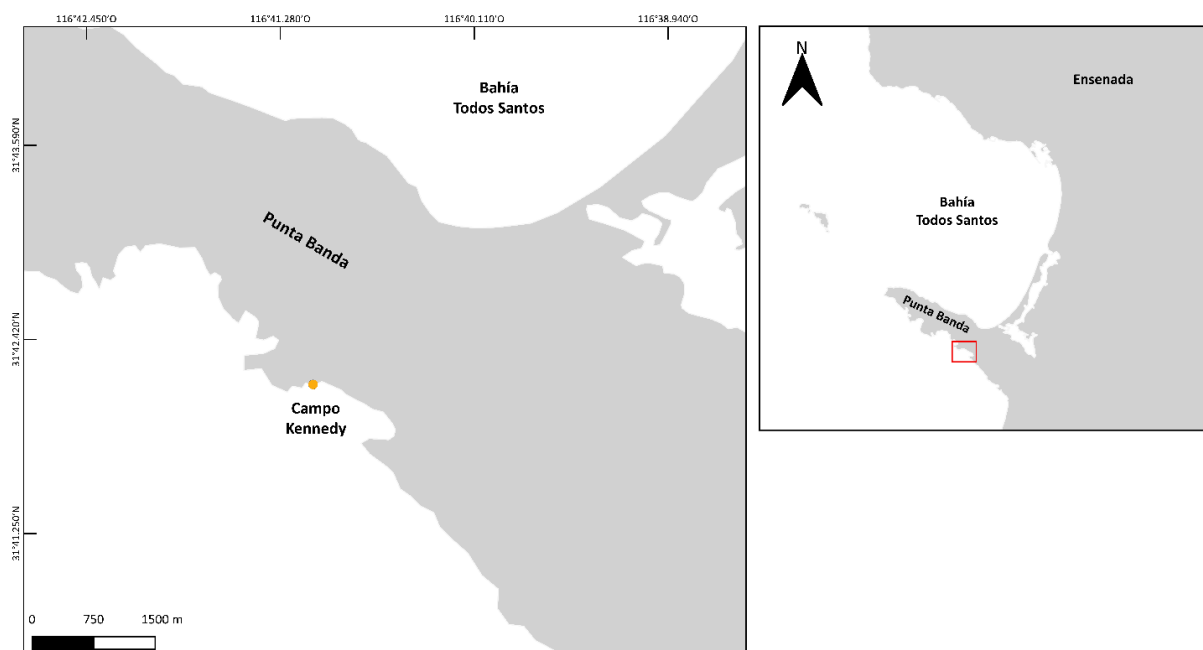 116°42.450'O 116°41.280'O 116°40.110'O 116°38.940'O
31°43.590'N
31°42.420'N
31°41.250'N
Bahía
Todos Santos
Punta Banda
Campo
Kennedy
0 750 1500 m
N
Ensenada
Bahía
Todos Santos
Punta Banda